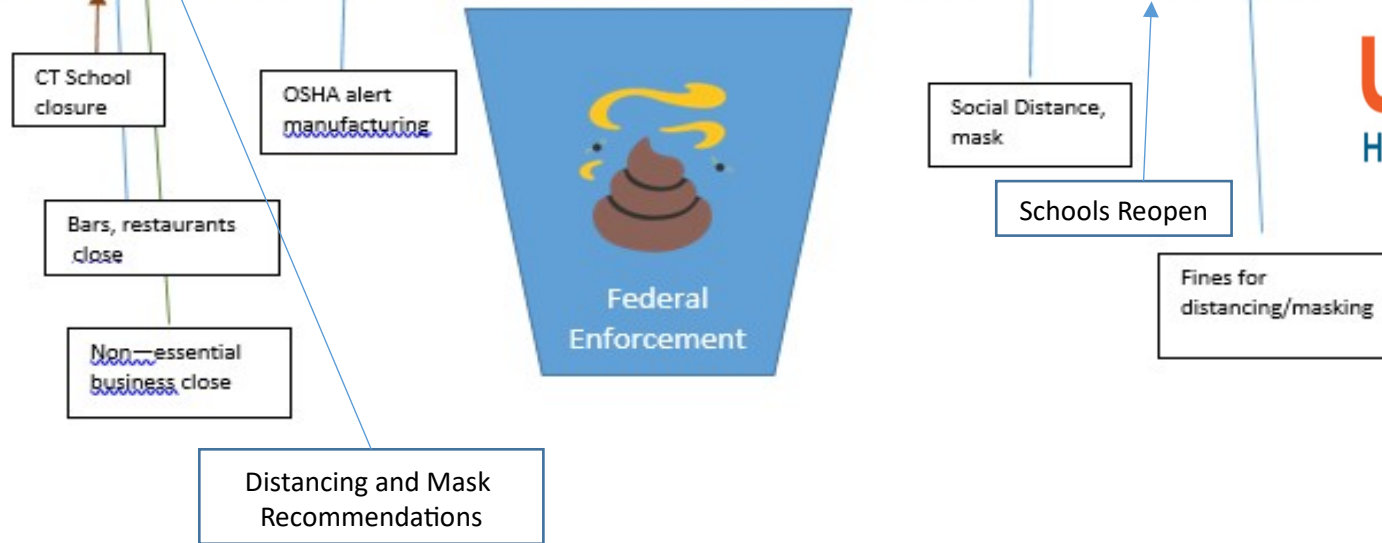 CT School
closure
OSHA alert
manufacturing
Bars, restaurants
close
Non—essential
business close
Distancing and Mask
Recommendations
Federal
Enforcement
Social Distance,
mask
Schools Reopen
Fines for
distancing/masking